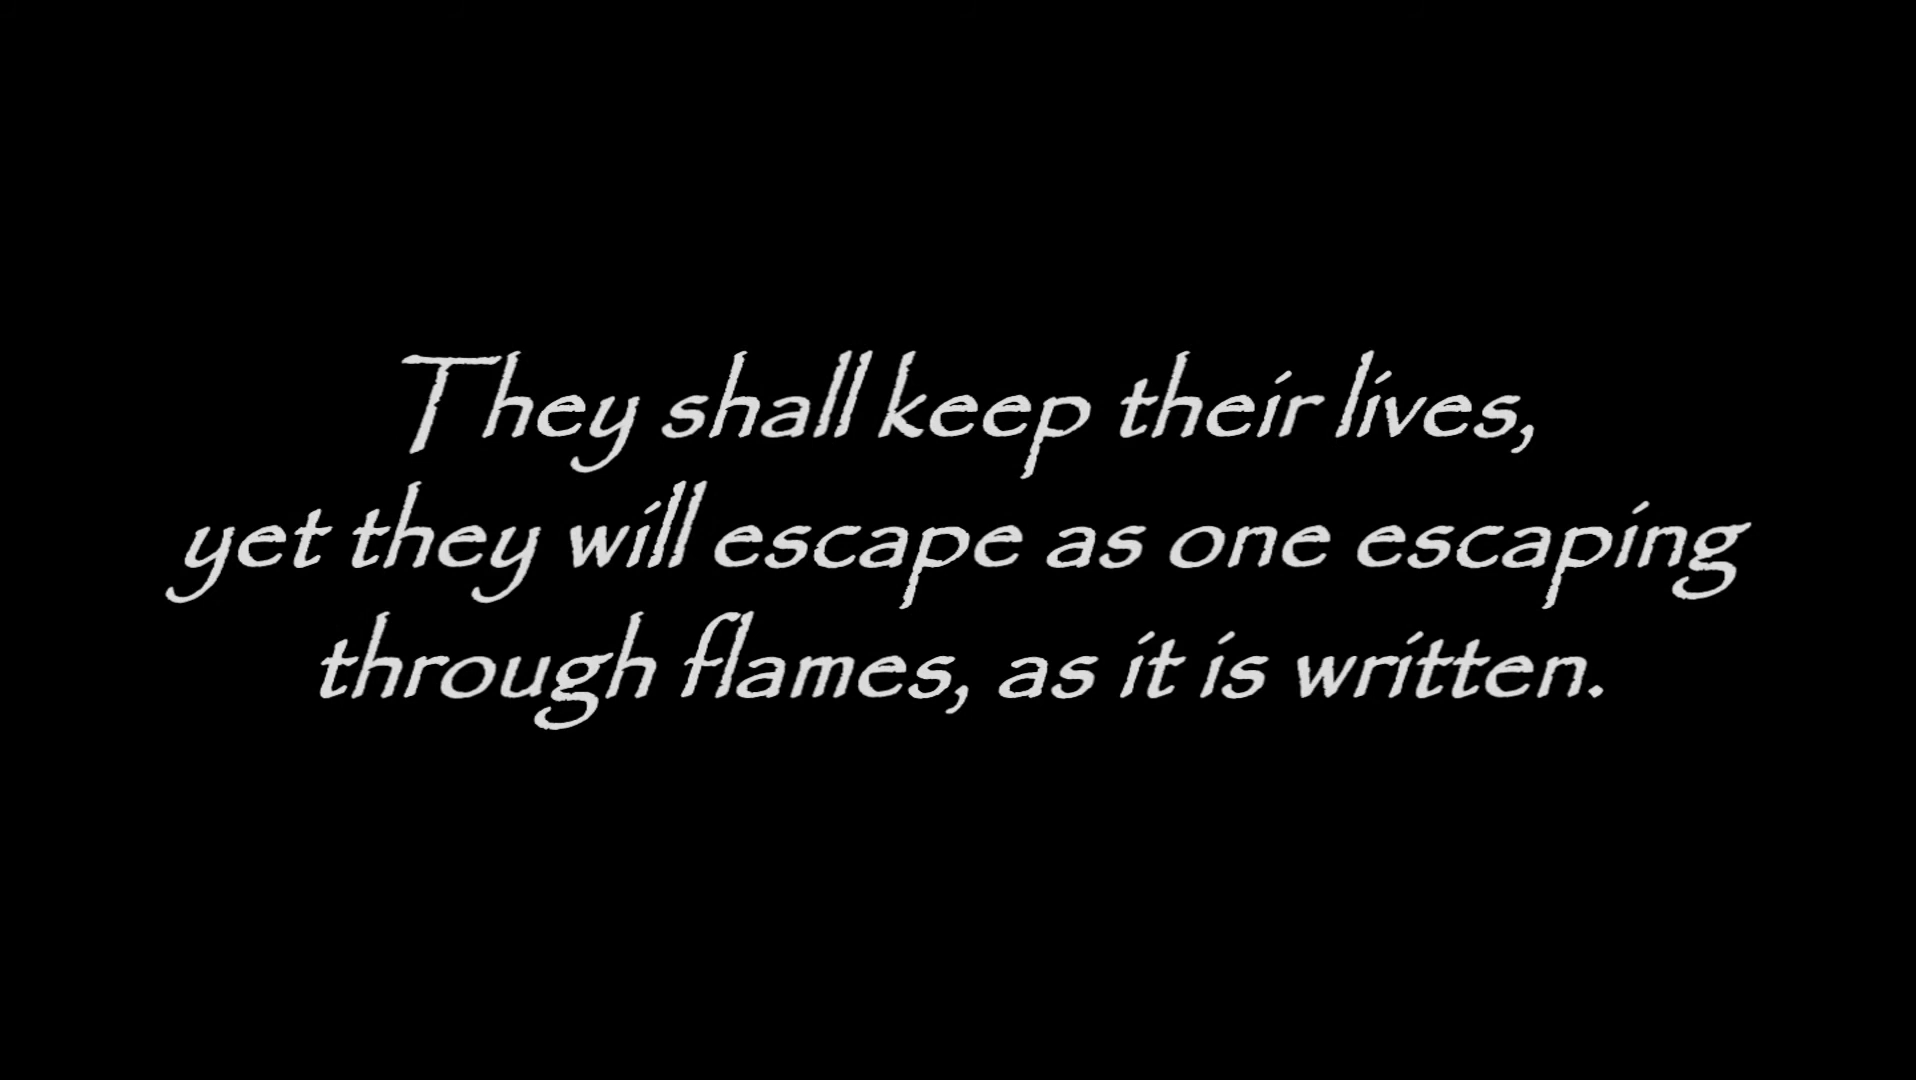 They shall keep their lives,
yet they will escape as one escaping
through flames, as it is written.